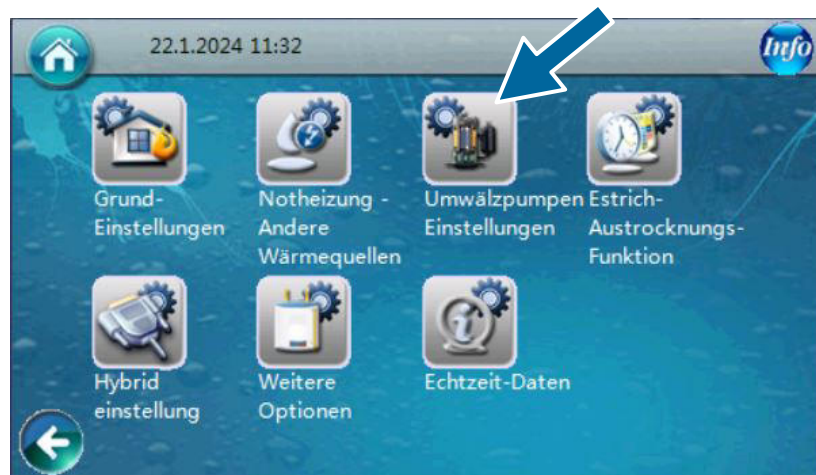 22.1.2024 11:32
Info
Grund-
Einstellungen
Notheizung -
Andere
Wärmequellen
Umwälzpumpen
Einstellungen
Estrich-
Austrocknungs-
Funktion
Hybrid
einstellung
Weitere
Optionen
Echtzeit-Daten